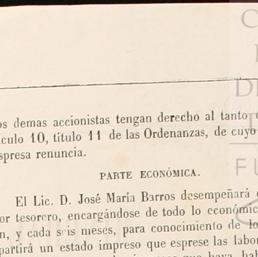 os demas accionistas tengan derecho al tanto
culo 10, título 11 de las Ordenanzas, de cuyo
spresa renuncia.
PARTE ECONÓMICA.
El Lic. D. José María Barros desempeñará
or tesorero, encargándose de todo lo económic
n, y cada seis meses, para conocimiento de lo
partirá un estado impreso que esprese las labor